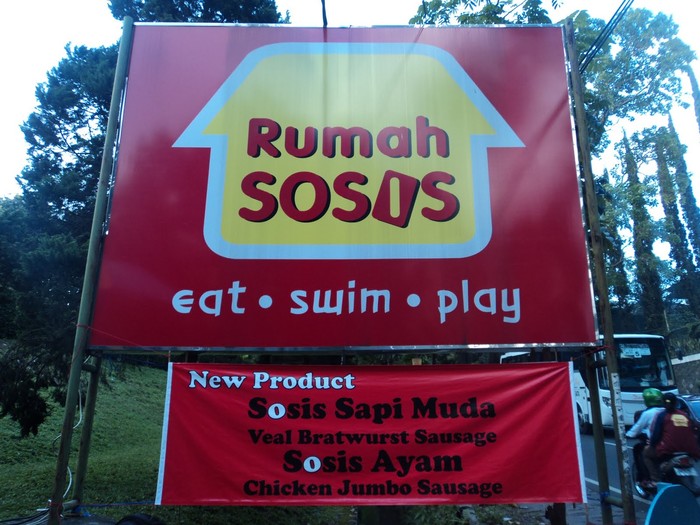 Rumah
SOSIS
eat • swim • play
New Product
Sosis Sapi Muda
Veal Bratwurst Sausage
Sosis Ayam
Chicken Jumbo Sausage